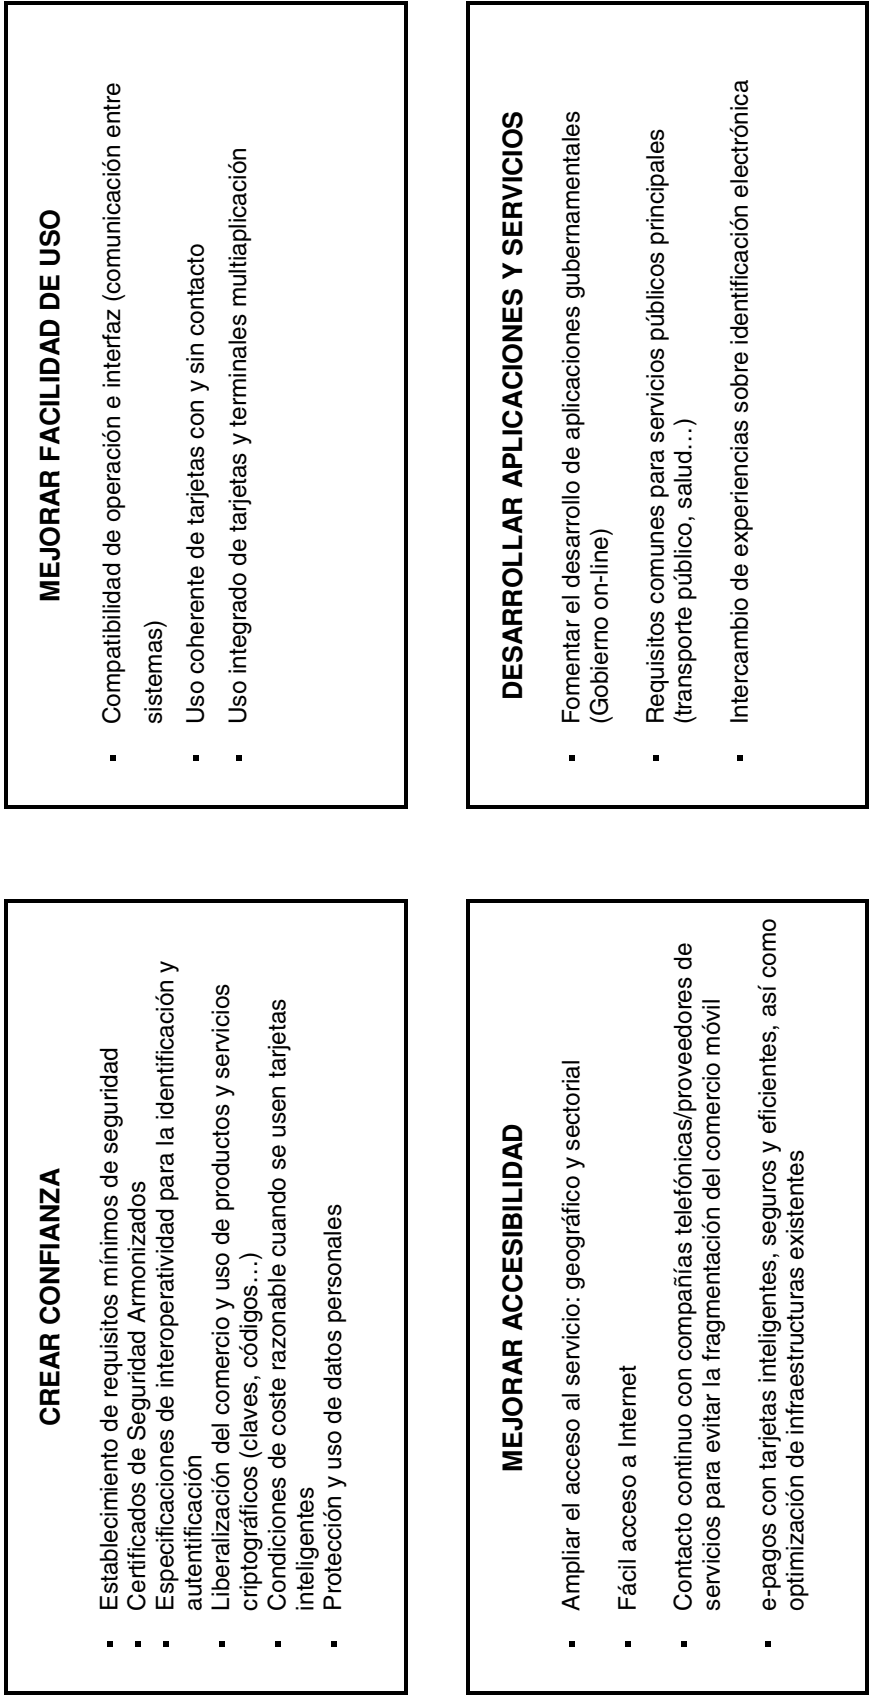 CREAR CONFIANZA
▪ Establecimiento de requisitos mínimos de seguridad
▪ Certificados de Seguridad Armonizados
▪ Especificaciones de interoperatividad para la identificación y
autentificación
▪ Liberalización del comercio y uso de productos y servicios
criptográficos (claves, códigos…)
▪ Condiciones de coste razonable cuando se usen tarjetas
inteligentes
▪ Protección y uso de datos personales
MEJORAR FACILIDAD DE USO
▪ Compatibilidad de operación e interfaz (comunicación entre
sistemas)
▪ Uso coherente de tarjetas con y sin contacto
▪ Uso integrado de tarjetas y terminales multiaplicación
MEJORAR ACCESIBILIDAD
▪ Ampliar el acceso al servicio: geográfico y sectorial
▪ Fácil acceso a Internet
▪ Contacto continuo con compañías telefónicas/proveedores de
servicios para evitar la fragmentación del comercio móvil
▪ e-pagos con tarjetas inteligentes, seguros y eficientes, así como
optimización de infraestructuras existentes
DESARROLLAR APLICACIONES Y SERVICIOS
▪ Fomentar el desarrollo de aplicaciones gubernamentales
(Gobierno on-line)
▪ Requisitos comunes para servicios públicos principales
(transporte público, salud…)
▪ Intercambio de experiencias sobre identificación electrónica